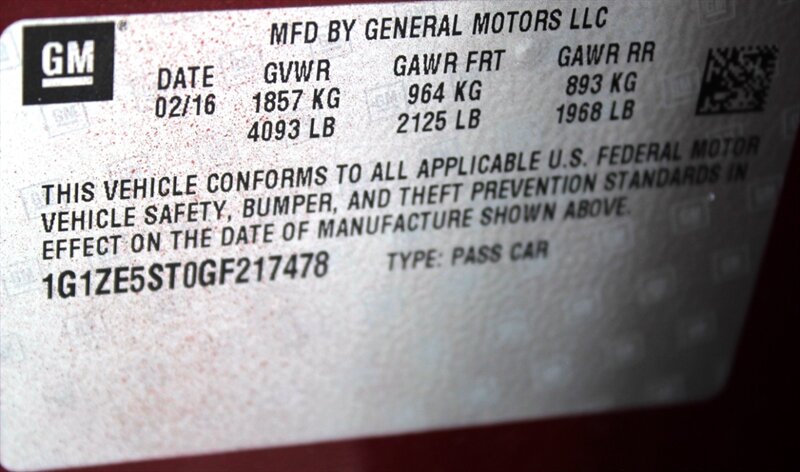 GM
MFD BY GENERAL MOTORS LLC
DATE GVWR GAWR FRT GAWR RR
02/16 1857 KG 964 KG 893 KG
4093 LB 2125 LB 1968 LB
THIS VEHICLE CONFORMS TO ALL APPLICABLE U.S. FEDERAL MOTOR
VEHICLE SAFETY, BUMPER, AND THEFT PREVENTION STANDARDS IN
EFFECT ON THE DATE OF MANUFACTURE SHOWN ABOVE.
1G1ZE5ST0GF217478 TYPE: PASS CAR